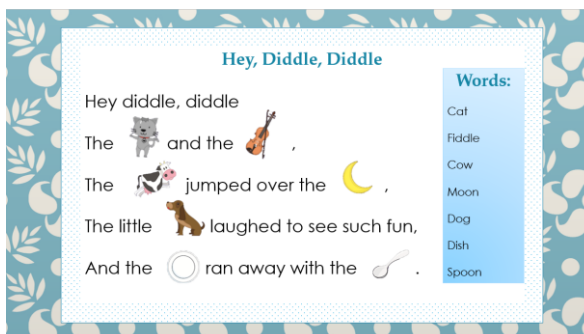 Hey, Diddle, Diddle
Hey diddle, diddle
The and the ,
The jumped over the ,
The little laughed to see such fun,
And the ran away with the .
Words:
Cat
Fiddle
Cow
Moon
Dog
Dish
Spoon